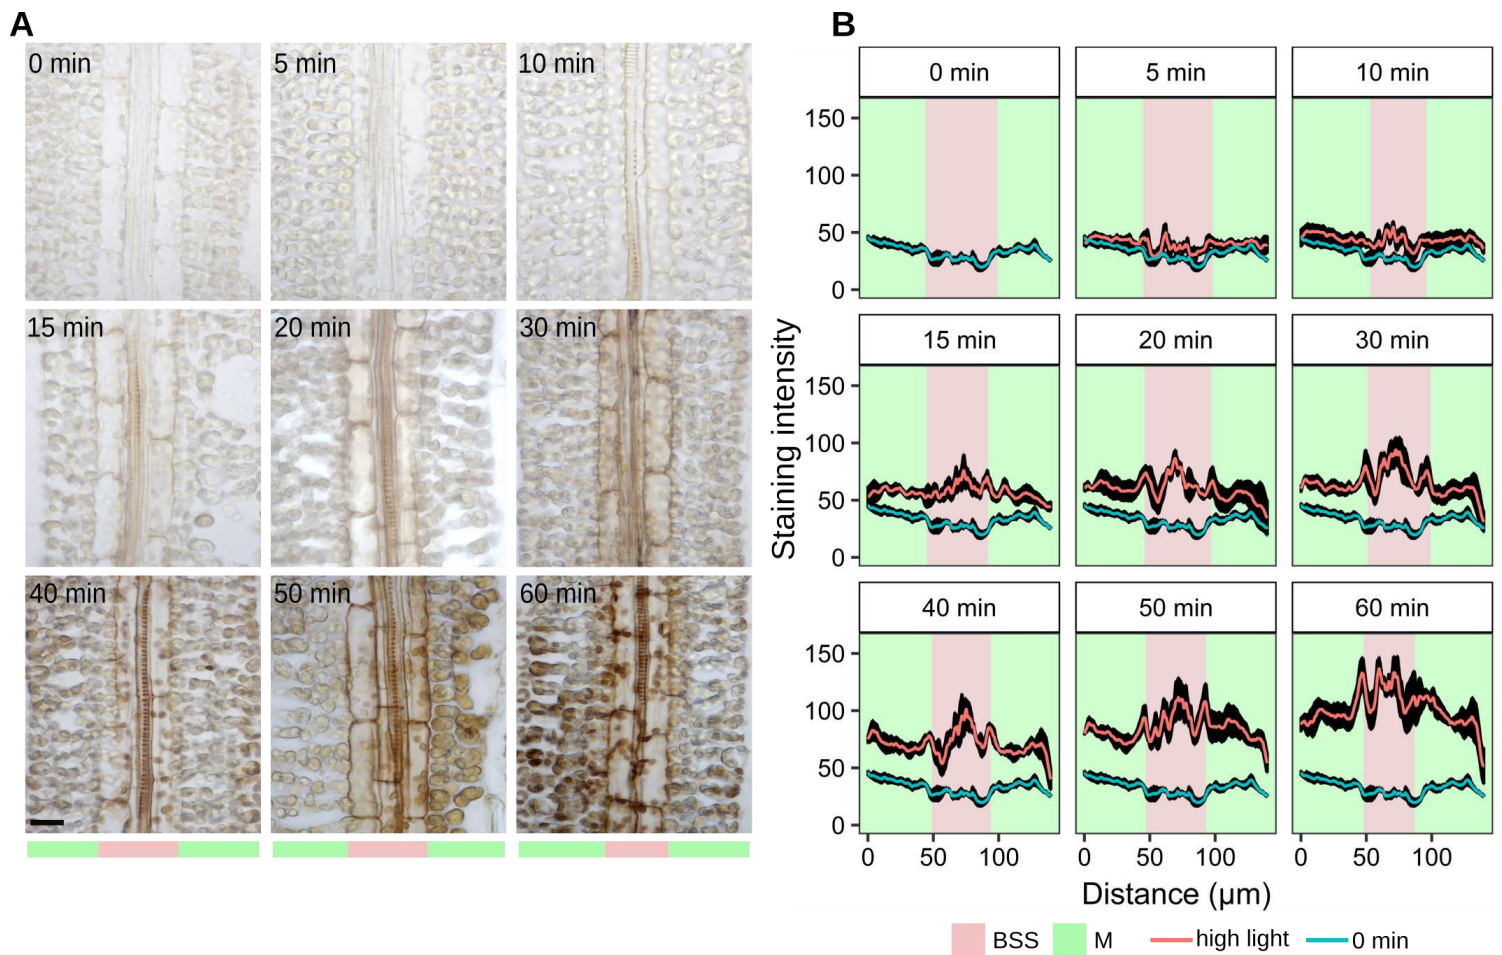 A
B
0 min
5 min
10 min
15 min
20 min
30 min
40 min
50 min
60 min
Staining intensity
0 min
5 min
10 min
150
100
50
0
15 min
20 min
30 min
150
100
50
0
40 min
50 min
60 min
150
100
50
0
0 50 100
0 50 100
0 50 100
Distance (µm)
BSS M high light 0 min